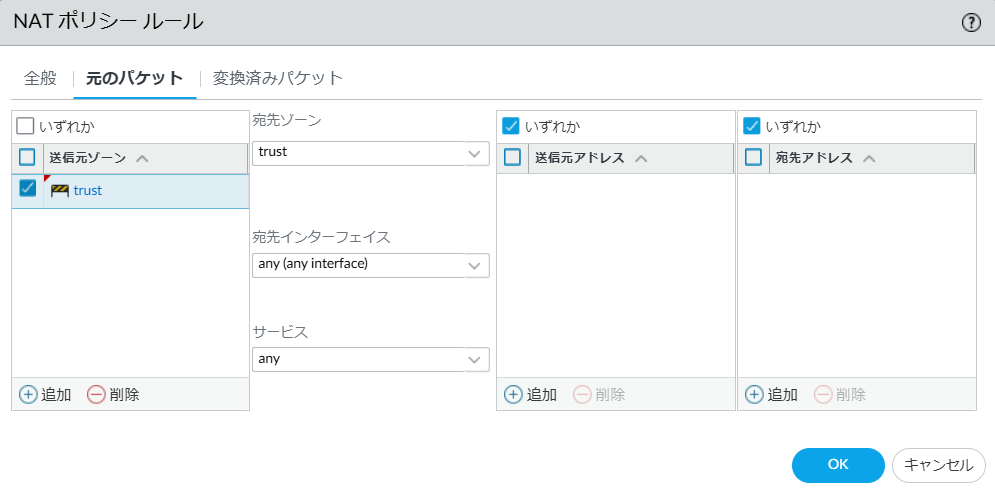 NAT ポリシー ルール
全般
元のパケット
変換済みパケット
いずれか
送信元ゾーン
trust
追加
削除
宛先ゾーン
trust
宛先インターフェイス
any (any interface)
サービス
any
いずれか
送信元アドレス
追加
削除
いずれか
宛先アドレス
追加
削除
OK
キャンセル